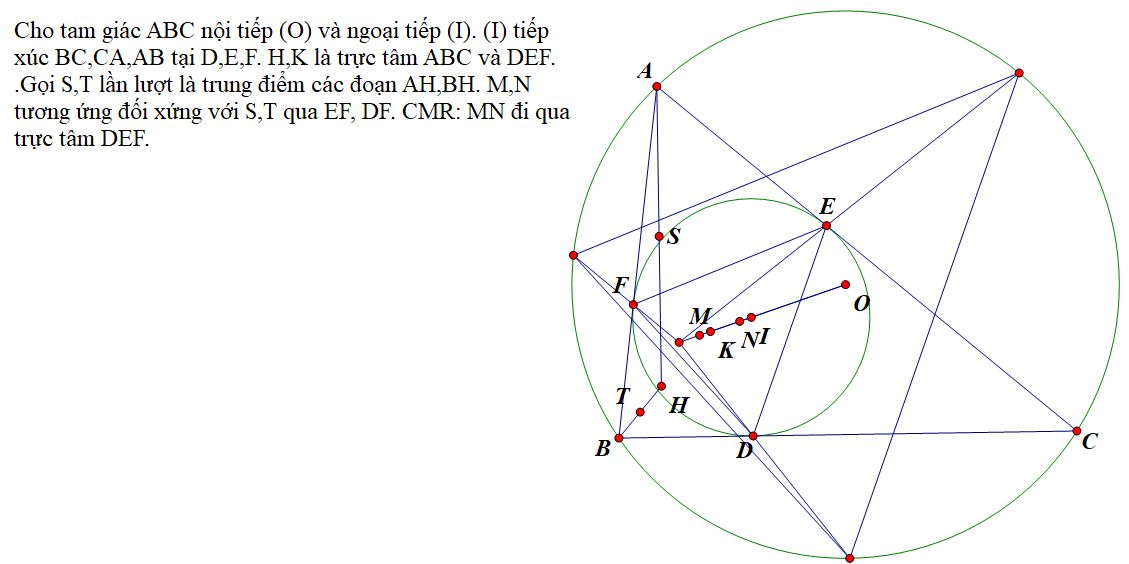 Cho tam giác ABC nội tiếp (O) và ngoại tiếp (I). (I) tiếp
xúc BC,CA,AB tại D,E,F. H,K là trực tâm ABC và DEF.
.Gọi S,T lần lượt là trung điểm các đoạn AH,BH. M,N
tương ứng đối xứng với S,T qua EF, DF. CMR: MN đi qua
trực tâm DEF.
A
E
S
F
O
M
N
I
K
T
H
B
D
C